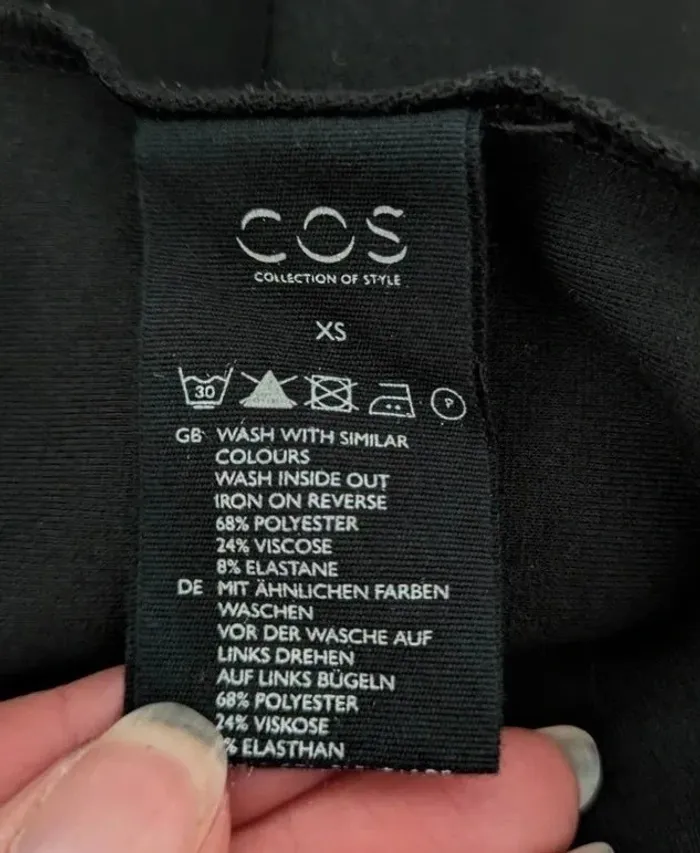 COS
COLLECTION OF STYLE
XS
30
P
GB WASH WITH SIMILAR
COLOURS
WASH INSIDE OUT
IRON ON REVERSE
68% POLYESTER
24% VISCOSE
8% ELASTANE
DE MIT ÄHNLICHEN FARBEN
WASCHEN
VOR DER WASCHE AUF
LINKS DREHEN
AUF LINKS BÜGELN
68% POLYESTER
24% VISKOSE
% ELASTHAN